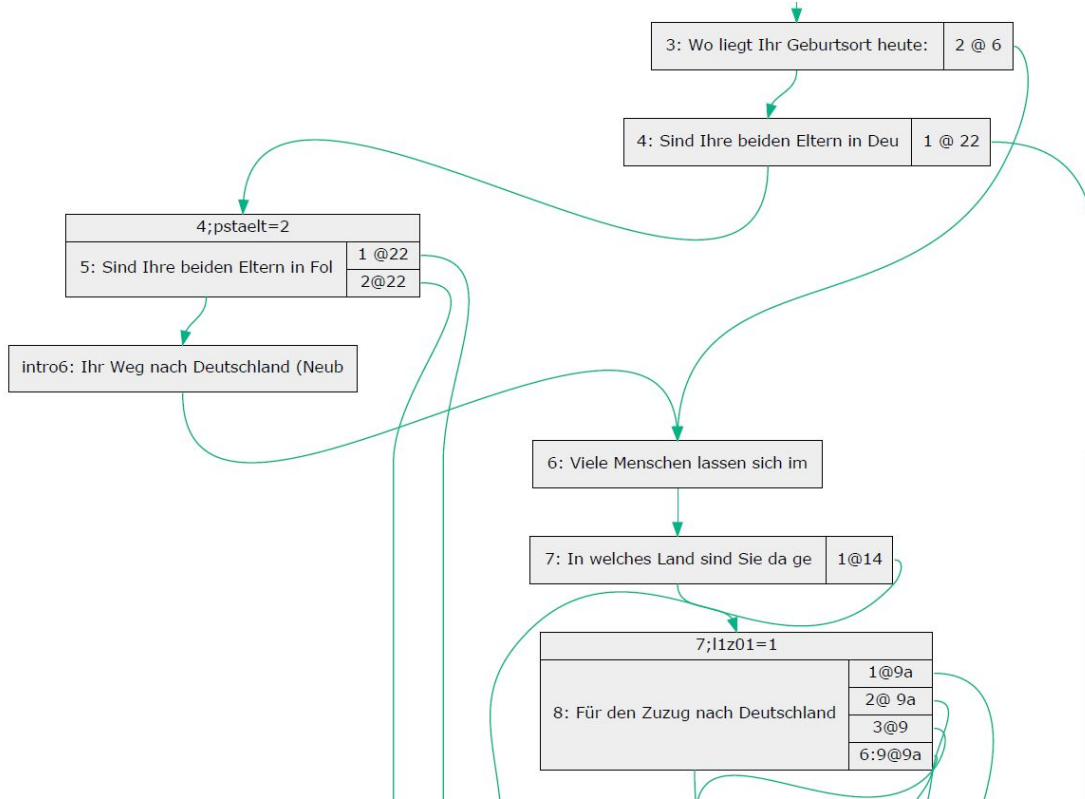 3: Wo liegt Ihr Geburtsort heute: 2 @ 6
4: Sind Ihre beiden Eltern in Deu 1 @ 22
4;pstaelt=2
5: Sind Ihre beiden Eltern in Fol
1 @22
2@22
intro6: Ihr Weg nach Deutschland (Neub
6: Viele Menschen lassen sich im
7: In welches Land sind Sie da ge 1@14
7;l1z01=1
8: Für den Zuzug nach Deutschland
1@9a
2@ 9a
3@9
6:9@9a